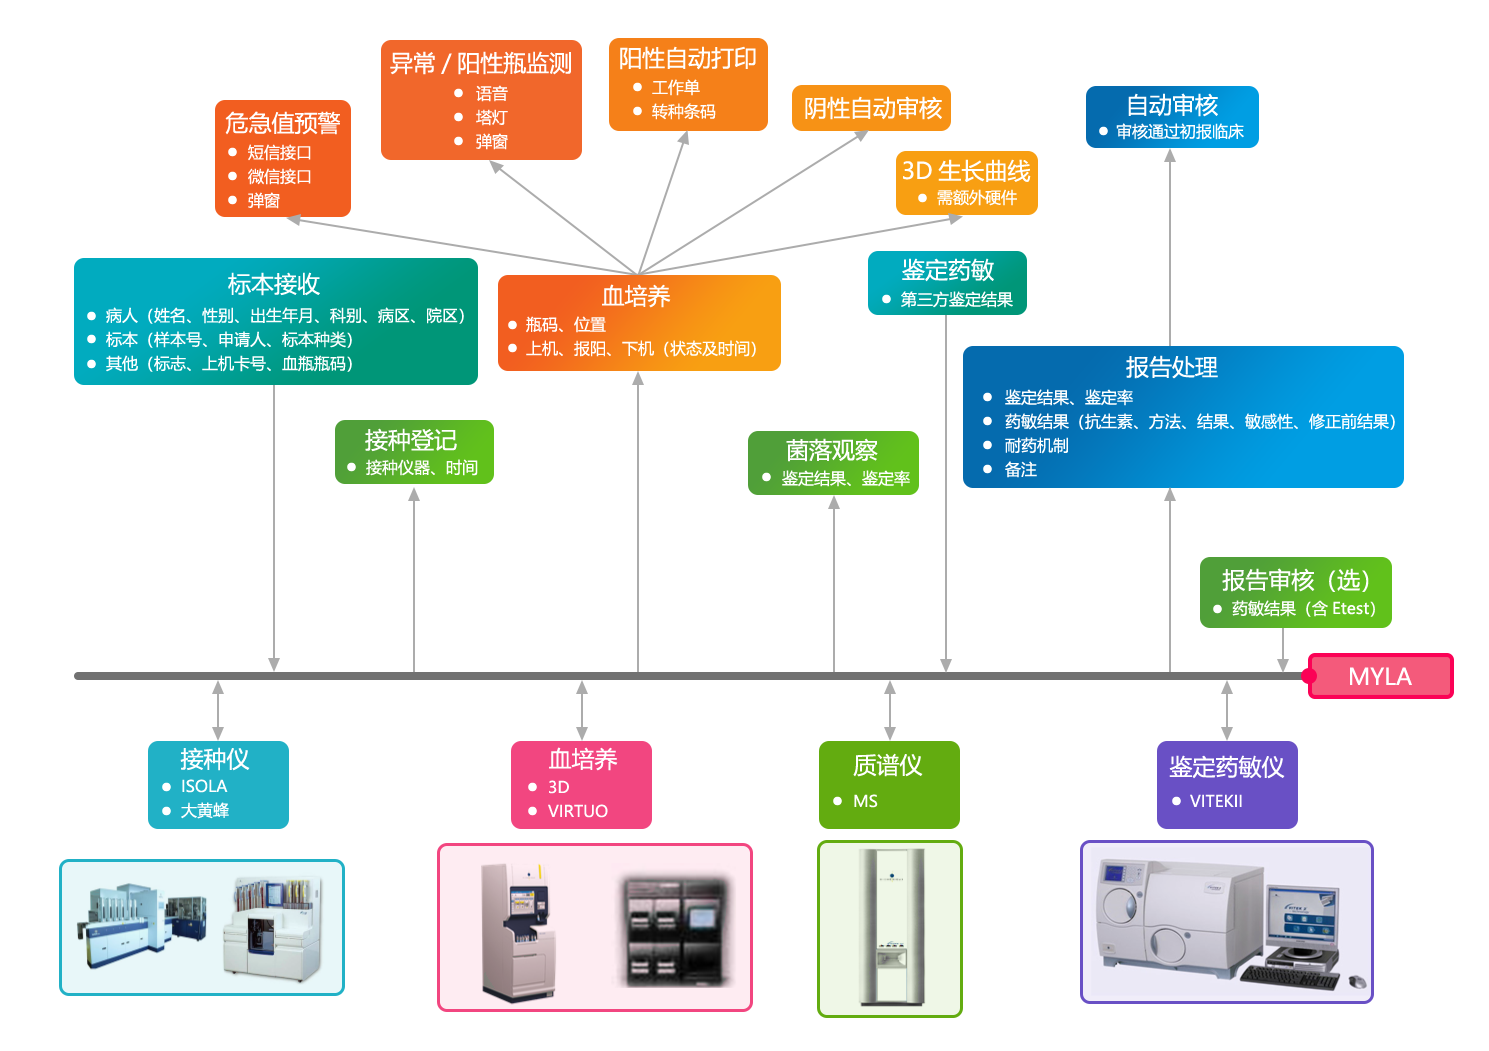 异常 / 阳性瓶监测
语音
塔灯
弹窗
阳性自动打印
工作单
转种条码
阴性自动审核
自动审核
审核通过初报临床
危急值预警
短信接口
微信接口
弹窗
3D 生长曲线
需额外硬件
标本接收
病人（姓名、性别、出生年月、科别、病区、院区）
标本（样本号、申请人、标本种类）
其他（标志、上机卡号、血瓶瓶码）
血培养
瓶码、位置
上机、报阳、下机（状态及时间）
鉴定药敏
第三方鉴定结果
报告处理
鉴定结果、鉴定率
药敏结果（抗生素、方法、结果、敏感性、修正前结果）
耐药机制
备注
接种登记
接种仪器、时间
菌落观察
鉴定结果、鉴定率
报告审核（选）
药敏结果（含 Etest）
MYLA
接种仪
ISOLA
大黄蜂
血培养
3D
VIRTUO
质谱仪
MS
鉴定药敏仪
VITEKII